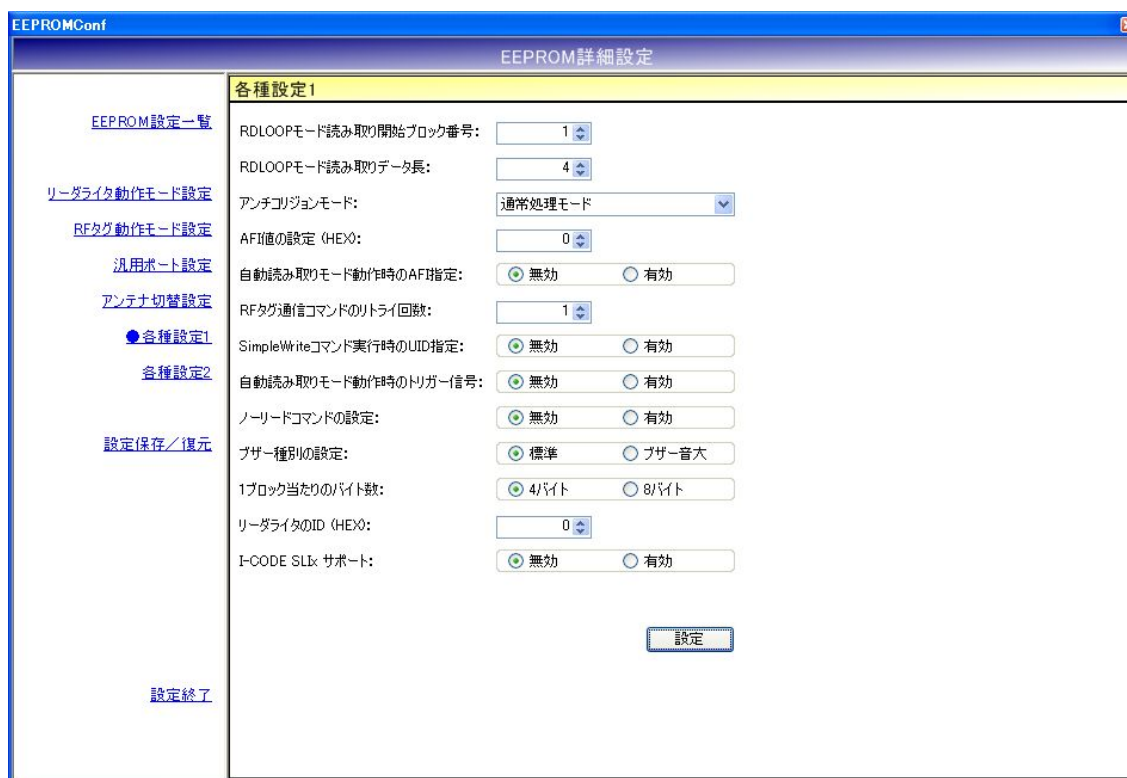 EEPROMConf
EEPROM詳細設定
EEPROM設定一覧
リーダライタ動作モード設定
RFタグ動作モード設定
汎用ポート設定
アンテナ切替設定
●各種設定1
各種設定2
設定保存／復元
設定終了
各種設定1
RDLOOPモード読み取り開始ブロック番号: 1
RDLOOPモード読み取りデータ長: 4
アンチコリジョンモード: 通常処理モード
AFI値の設定 (HEX): 0
自動読み取りモード動作時のAFI指定: 無効 有効
RFタグ通信コマンドのリトライ回数: 1
SimpleWriteコマンド実行時のUID指定: 無効 有効
自動読み取りモード動作時のトリガー信号: 無効 有効
ノーリードコマンドの設定: 無効 有効
ブザー種別の設定: 標準 ブザー音大
1ブロック当たりのバイト数: 4バイト 8バイト
リーダライタのID (HEX): 0
I-CODE SLIx サポート: 無効 有効
設定